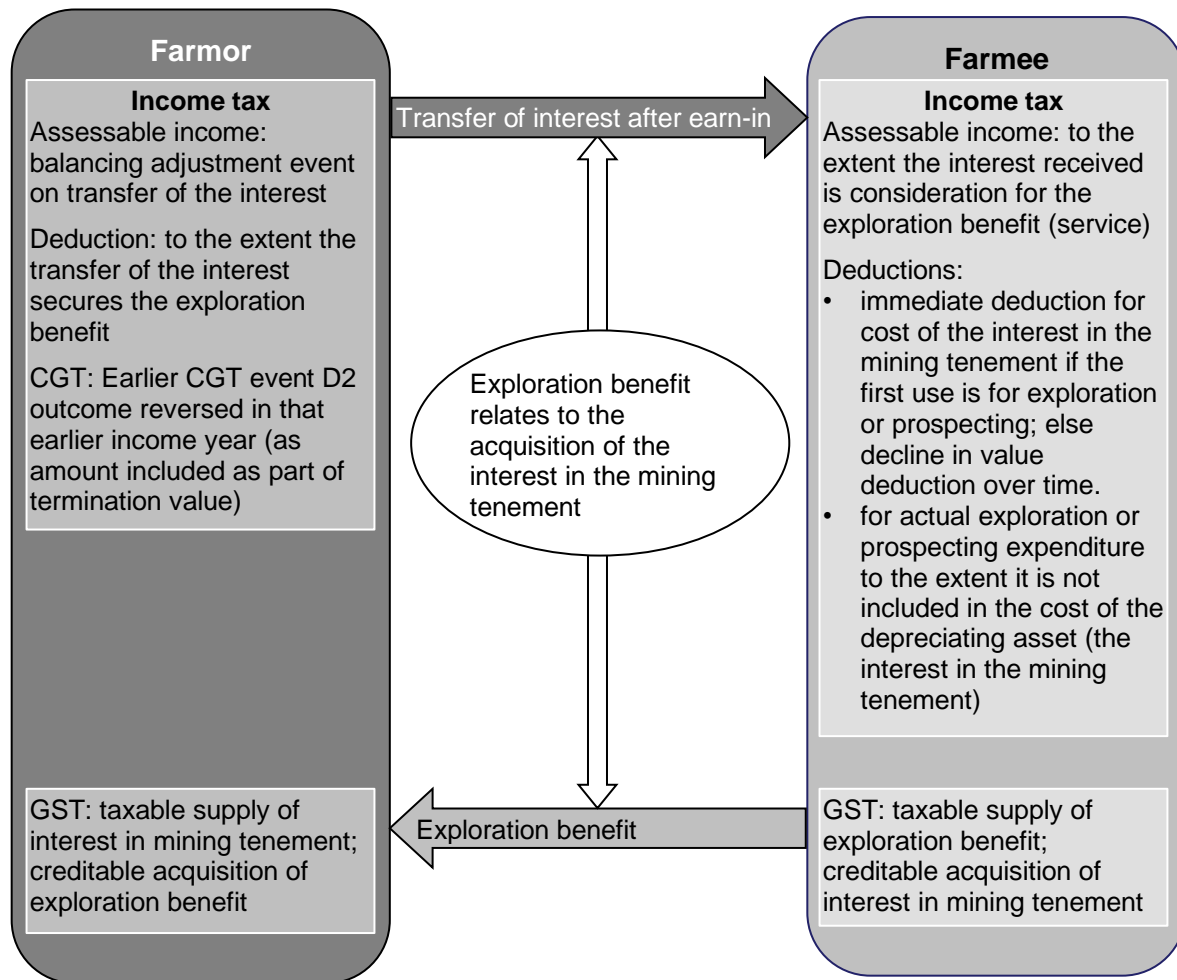 Farmor
Income tax
Assessable income:
balancing adjustment event
on transfer of the interest
Deduction: to the extent the
transfer of the interest
secures the exploration
benefit
CGT: Earlier CGT event D2
outcome reversed in that
earlier income year (as
amount included as part of
termination value)
GST: taxable supply of
interest in mining tenement;
creditable acquisition of
exploration benefit
Transfer of interest after earn-in
Exploration benefit
relates to the
acquisition of the
interest in the mining
tenement
Exploration benefit
Farmee
Income tax
Assessable income: to the
extent the interest received
is consideration for the
exploration benefit (service)
Deductions:
• immediate deduction for
cost of the interest in the
mining tenement if the
first use is for exploration
or prospecting; else
decline in value
deduction over time.
• for actual exploration or
prospecting expenditure
to the extent it is not
included in the cost of the
depreciating asset (the
interest in the mining
tenement)
GST: taxable supply of
exploration benefit;
creditable acquisition of
interest in mining tenement